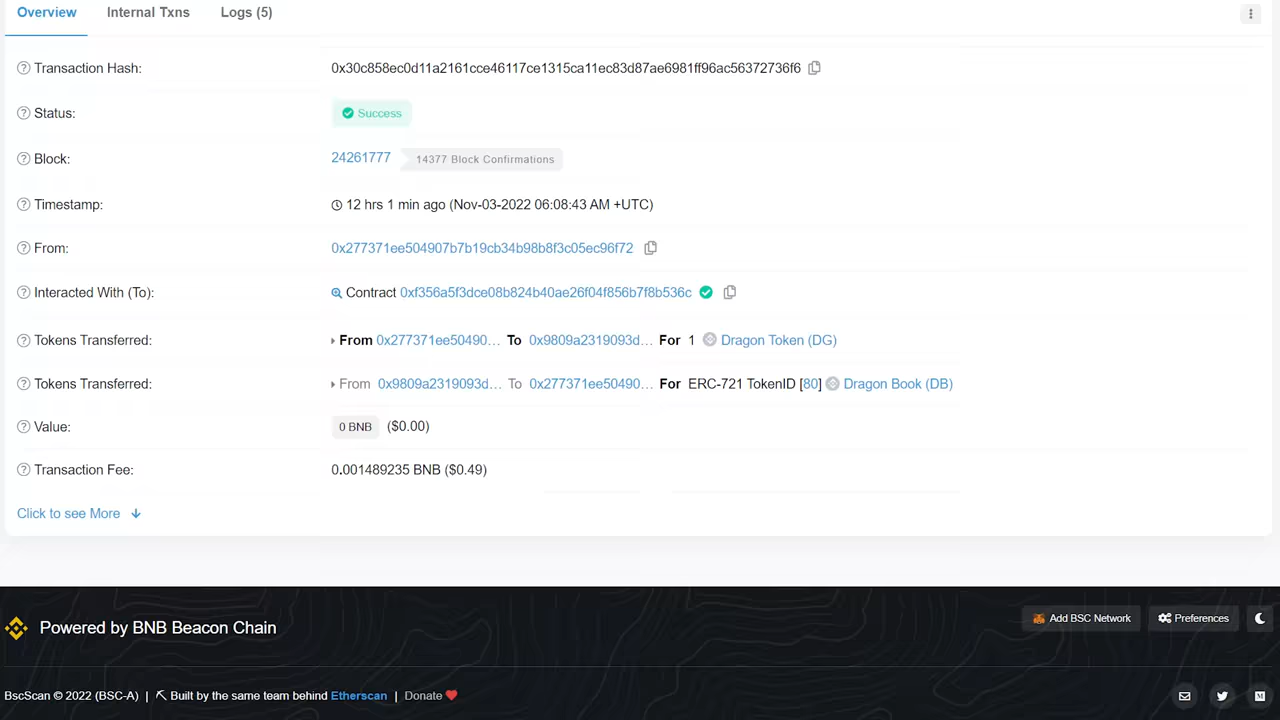 Overview Internal Txns Logs (5)
Transaction Hash: 0x30c858ec0d11a2161cce46117ce1315ca11ec83d87ae6981ff96ac56372736f6
Status: Success
Block: 24261777 14377 Block Confirmations
Timestamp: 12 hrs 1 min ago (Nov-03-2022 06:08:43 AM +UTC)
From: 0x277371ee504907b7b19cb34b98b8f3c05ec96f72
Interacted With (To): Contract 0xf356a5f3dce08b824b40ae26f04f856b7f8b536c
Tokens Transferred: From 0x277371ee50490… To 0x9809a2319093d… For 1 Dragon Token (DG)
Tokens Transferred: From 0x9809a2319093d… To 0x277371ee50490… For ERC-721 TokenID [80] Dragon Book (DB)
Value: 0 BNB ($0.00)
Transaction Fee: 0.001489235 BNB ($0.49)
Click to see More
Powered by BNB Beacon Chain Add BSC Network Preferences
BscScan © 2022 (BSC-A) | Built by the same team behind Etherscan | Donate